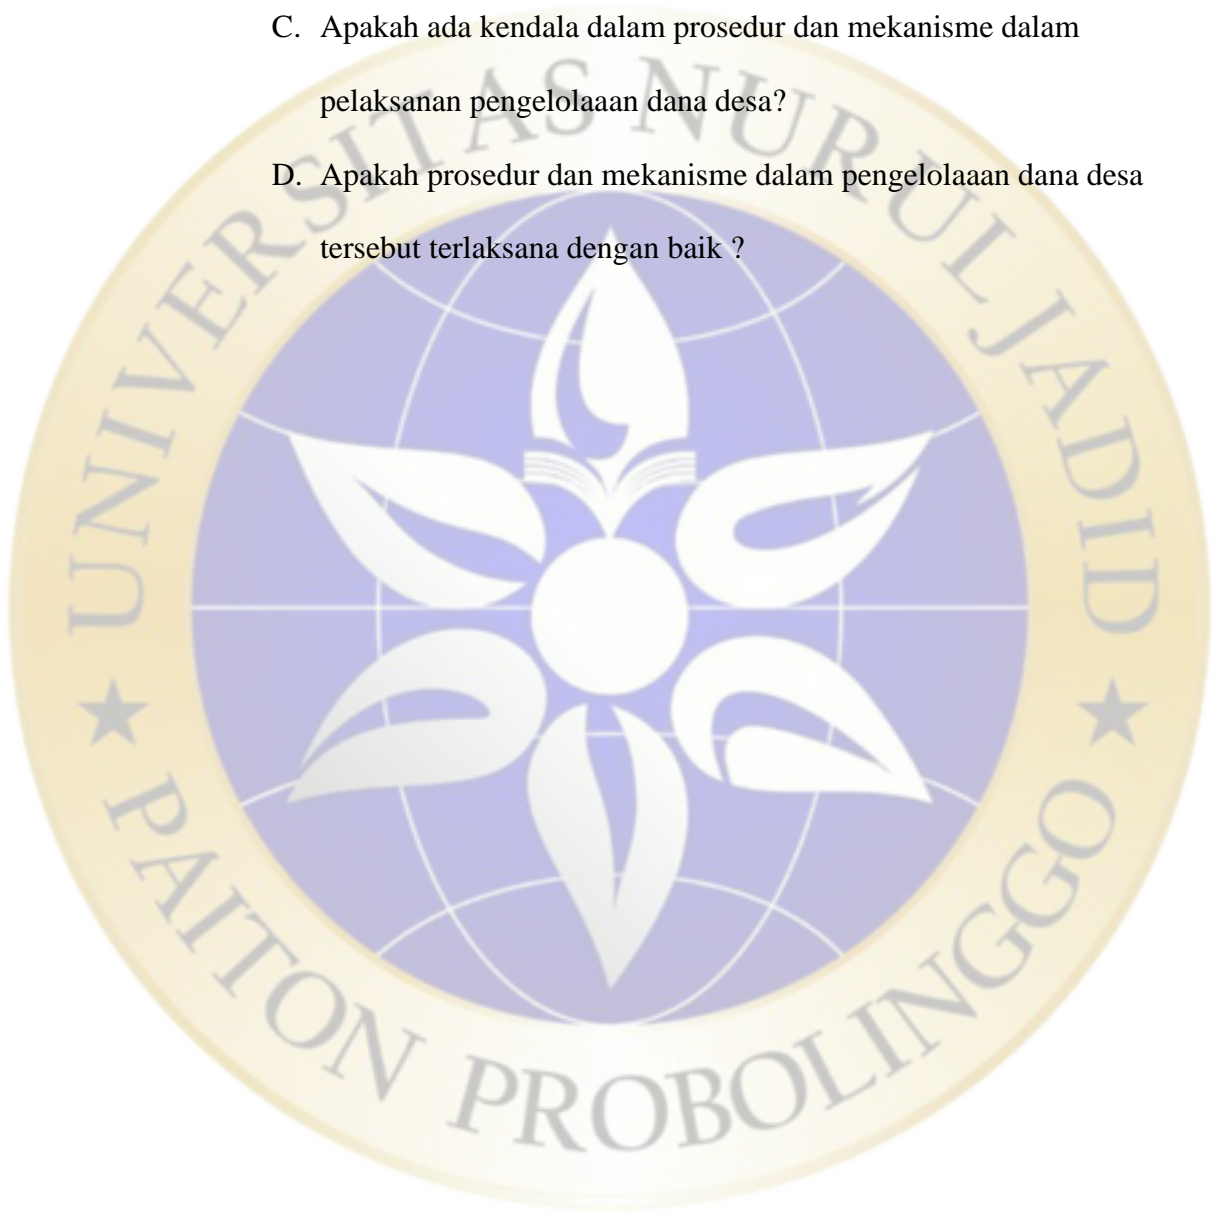 C. Apakah ada kendala dalam prosedur dan mekanisme dalam
pelaksanan pengelolaaan dana desa?
D. Apakah prosedur dan mekanisme dalam pengelolaaan dana desa
tersebut terlaksana dengan baik ?
UNIVERSITAS NURUL JADID
PAITON PROBOLINGGO